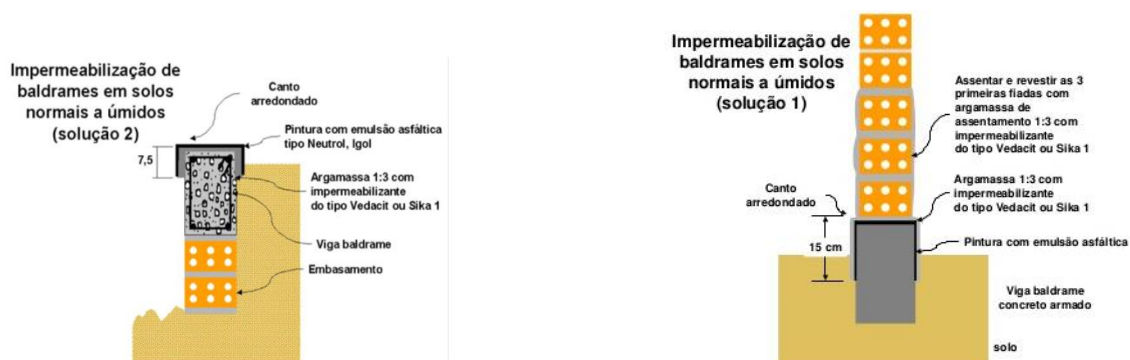 Impermeabilização de
baldrames em solos
normais a úmidos
(solução 2)
Canto
arredondado
Pintura com emulsão asfáltica
tipo Neutrol, Igol
7,5
Argamassa 1:3 com
impermeabilizante
do tipo Vedacit ou Sika 1
Viga baldrame
Embasamento
Impermeabilização de
baldrames em solos
normais a úmidos
(solução 1)
Assentar e revestir as 3
primeiras fiadas com
argamassa de
assentamento 1:3 com
impermeabilizante
do tipo Vedacit ou Sika 1
Canto
arredondado
Argamassa 1:3 com
impermeabilizante
do tipo Vedacit ou Sika 1
15 cm
Pintura com emulsão asfáltica
Viga baldrame
concreto armado
solo